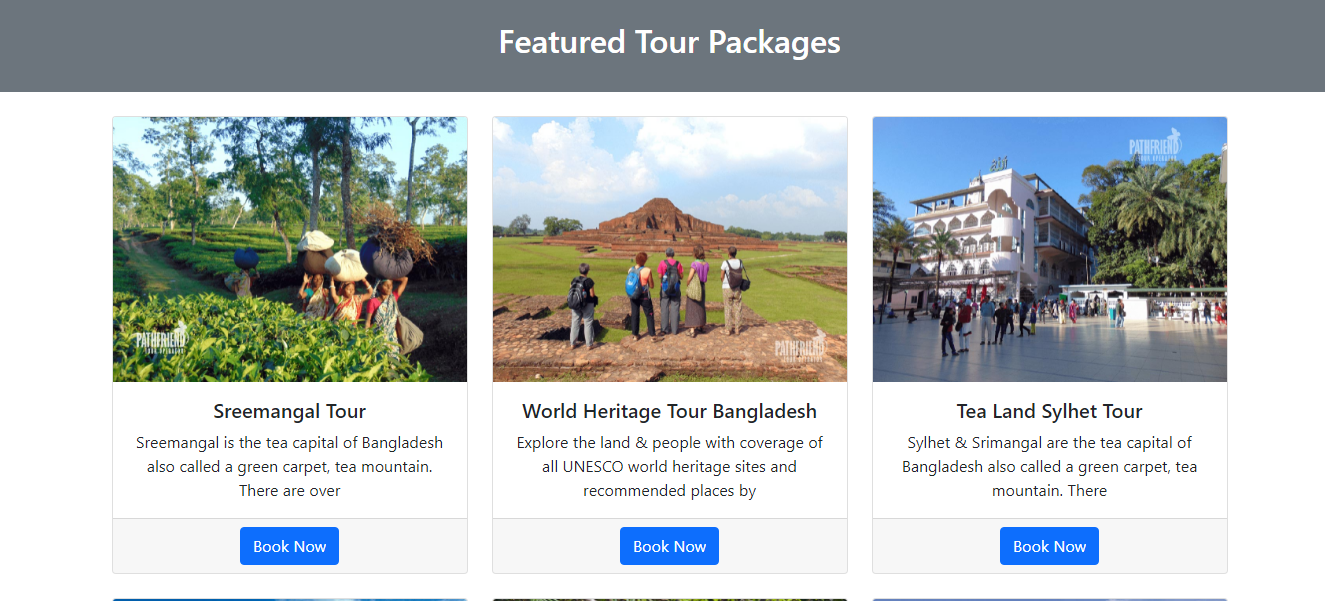 Featured Tour Packages
PATHFRIEND
TOUR OPERATOR
PATHFRIEND
TOUR OPERATOR
PATHFRIEND
TOUR OPERATOR
Sreemangal Tour
Sreemangal is the tea capital of Bangladesh
also called a green carpet, tea mountain.
There are over
Book Now
World Heritage Tour Bangladesh
Explore the land & people with coverage of
all UNESCO world heritage sites and
recommended places by
Book Now
Tea Land Sylhet Tour
Sylhet & Srimangal are the tea capital of
Bangladesh also called a green carpet, tea
mountain. There
Book Now